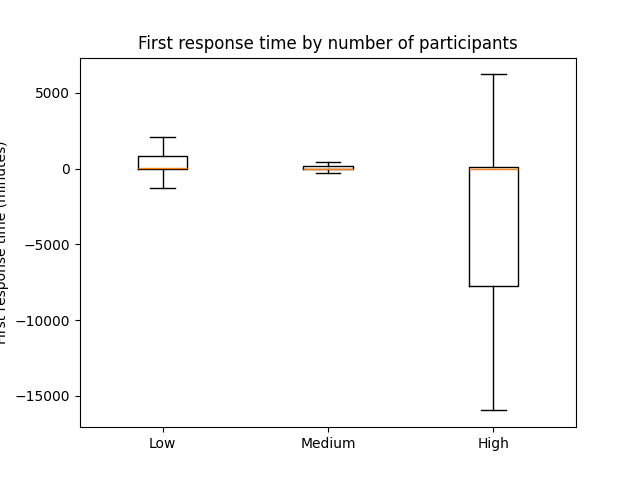 First response time by number of participants
First response time (minutes)
5000
0
−5000
−10000
−15000
Low
Medium
High